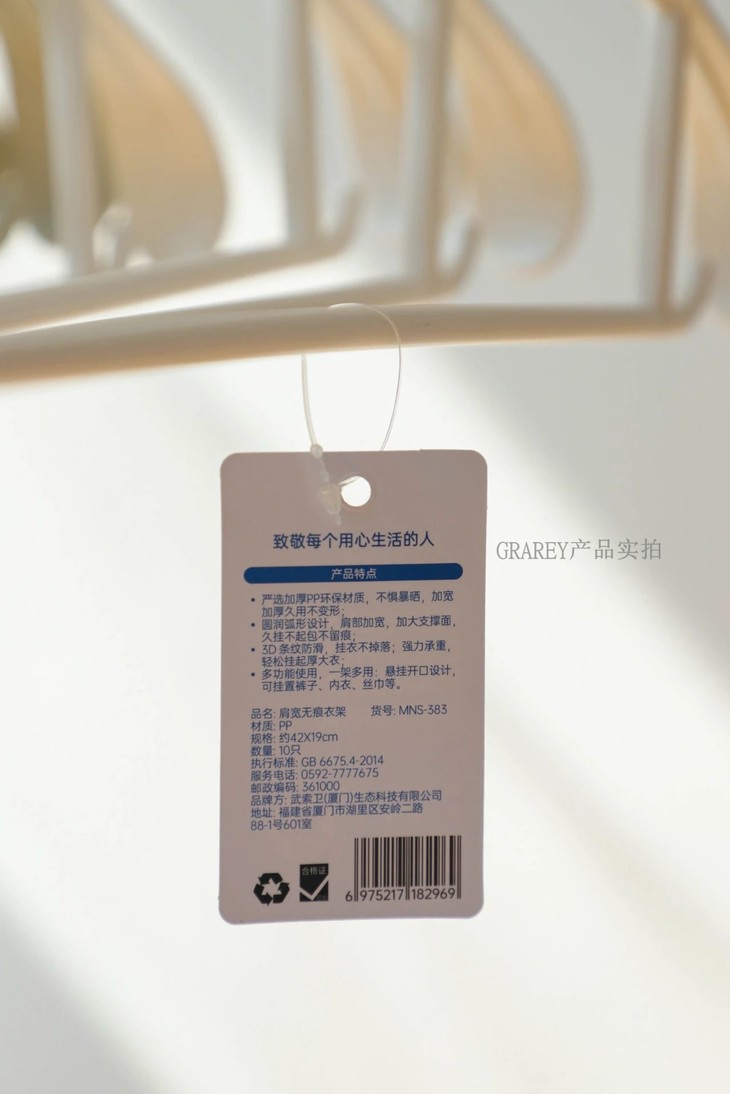 致敬每个用心生活的人
产品特点
• 严选加厚PP环保材质，不惧暴晒，加宽
加厚久用不变形；
• 圆润弧形设计，肩部加宽，加大支撑面，
久挂不起包不留痕；
• 3D 条纹防滑，挂衣不掉落；强力承重，
轻松挂起厚大衣；
• 多功能使用，一架多用：悬挂开口设计，
可挂置裤子、内衣、丝巾等。
品名: 肩宽无痕衣架 货号: MNS-383
材质: PP
规格: 约42X19cm
数量: 10只
执行标准: GB 6675.4-2014
服务电话: 0592-7777675
邮政编码: 361000
品牌方: 武索卫(厦门)生态科技有限公司
地址: 福建省厦门市湖里区安岭二路
88-1号601室
合格证
6 975217 182969
GRAREY产品实拍